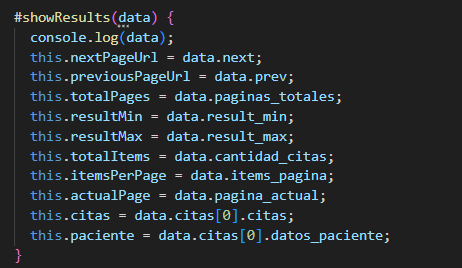 #showResults(data) {
console.log(data);
this.nextPageUrl = data.next;
this.previousPageUrl = data.prev;
this.totalPages = data.paginas_totales;
this.resultMin = data.result_min;
this.resultMax = data.result_max;
this.totalItems = data.cantidad_citas;
this.itemsPerPage = data.items_pagina;
this.actualPage = data.pagina_actual;
this.citas = data.citas[0].citas;
this.paciente = data.citas[0].datos_paciente;
}